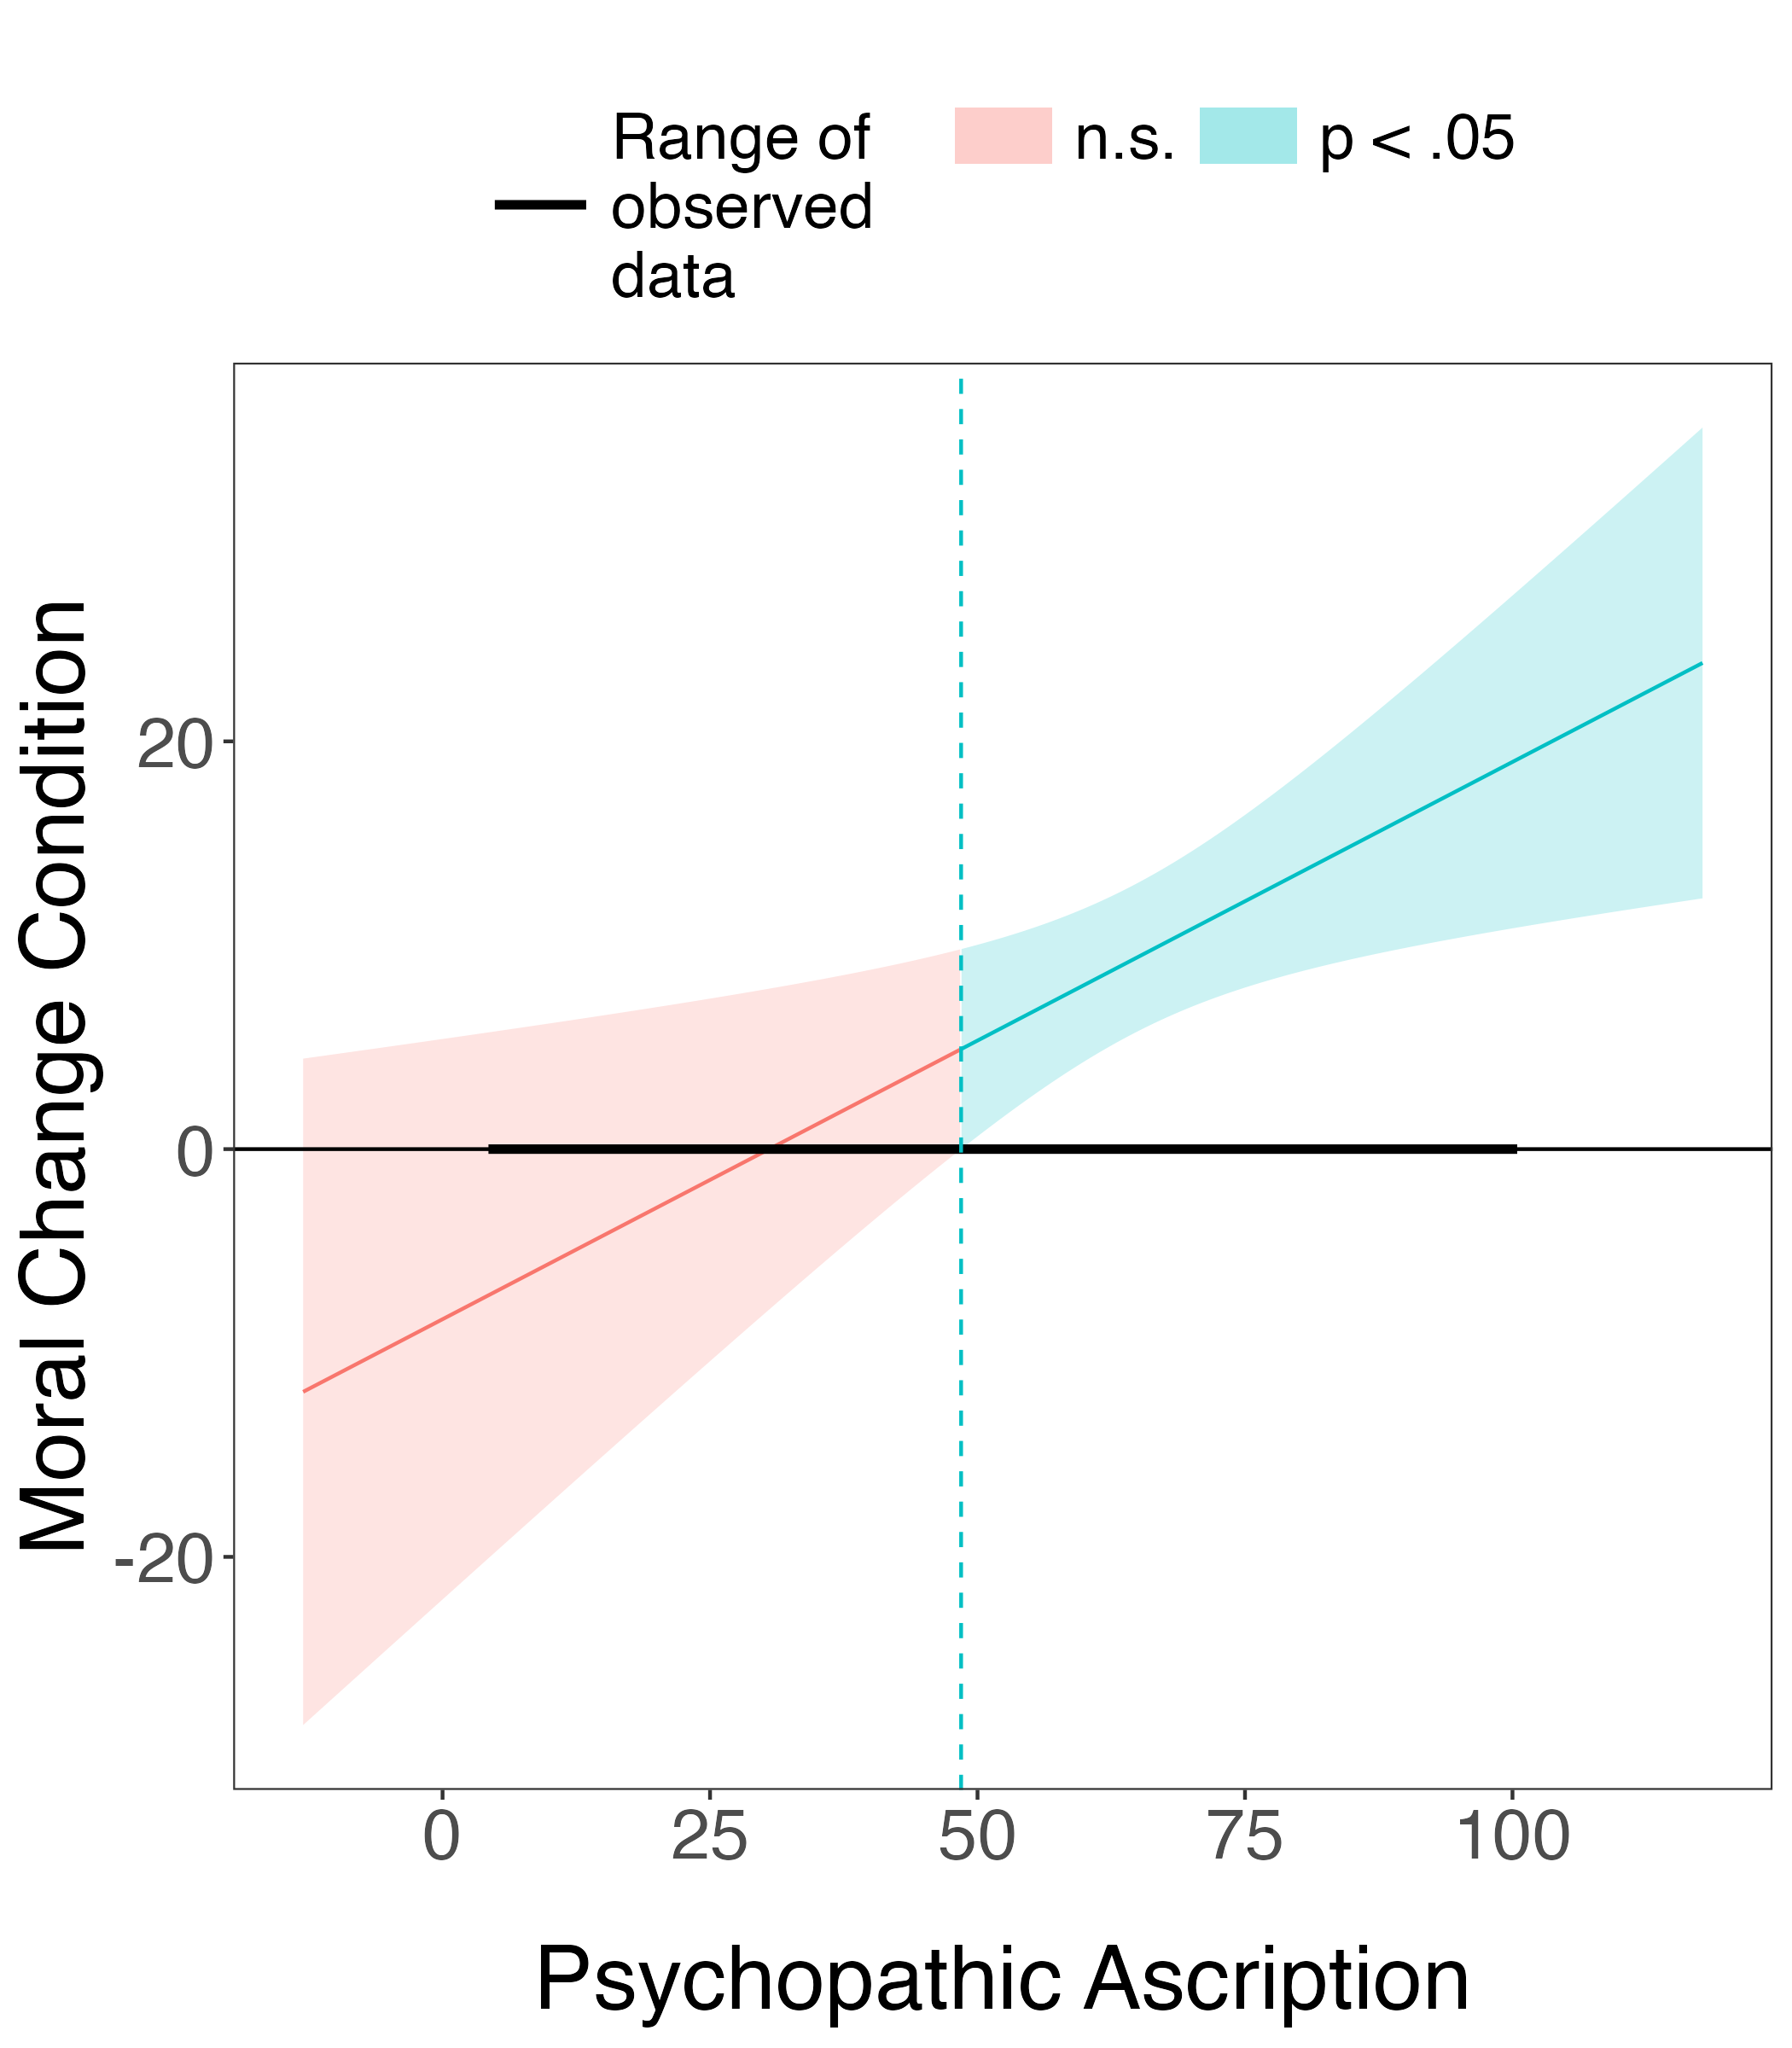 Range of
observed
data
n.s.
p < .05
Moral Change Condition
20
0
-20
0
25
50
75
100
Psychopathic Ascription